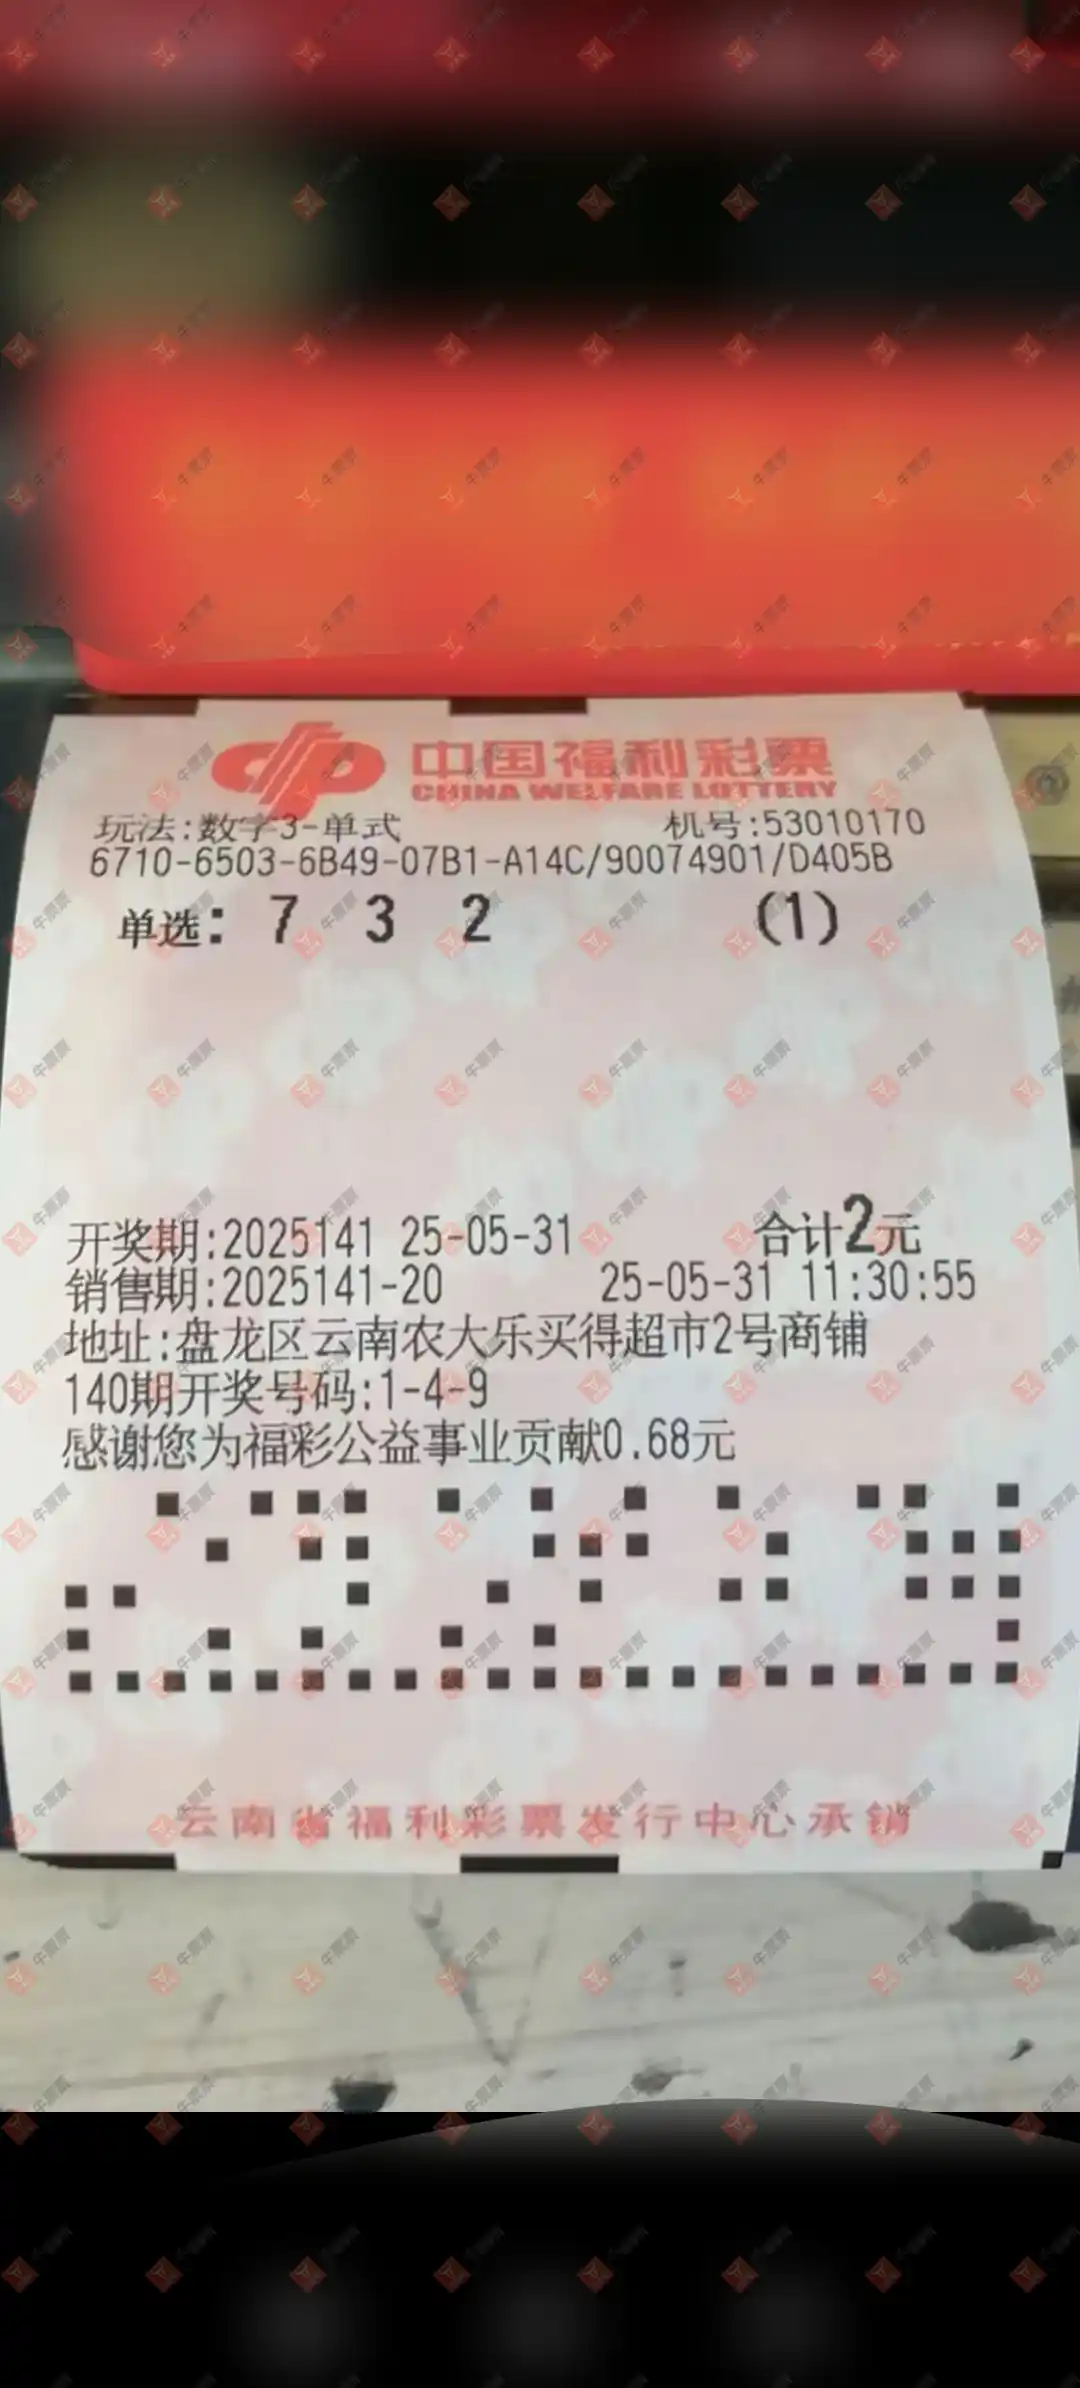 中国福利彩票
CHINA WELFARE LOTTERY
玩法:数字3-单式 机号:53010170
6710-6503-6B49-07B1-A14C/90074901/D405B
单选: 7 3 2 (1)
开奖期:2025141 25-05-31 合计2元
销售期:2025141-20 25-05-31 11:30:55
地址:盘龙区云南农大乐买得超市2号商铺
140期开奖号码:1-4-9
感谢您为福彩公益事业贡献0.68元
云南省福利彩票发行中心承销
牛票票